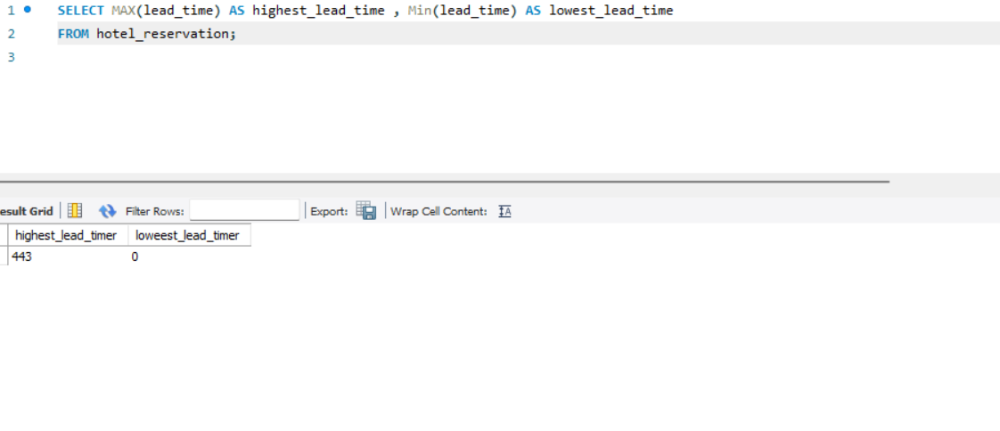 1 SELECT MAX(lead_time) AS highest_lead_time , Min(lead_time) AS lowest_lead_time
2 FROM hotel_reservation;
3
esult Grid Filter Rows: Export: Wrap Cell Content: IA
highest_lead_timer loweest_lead_timer
443 0